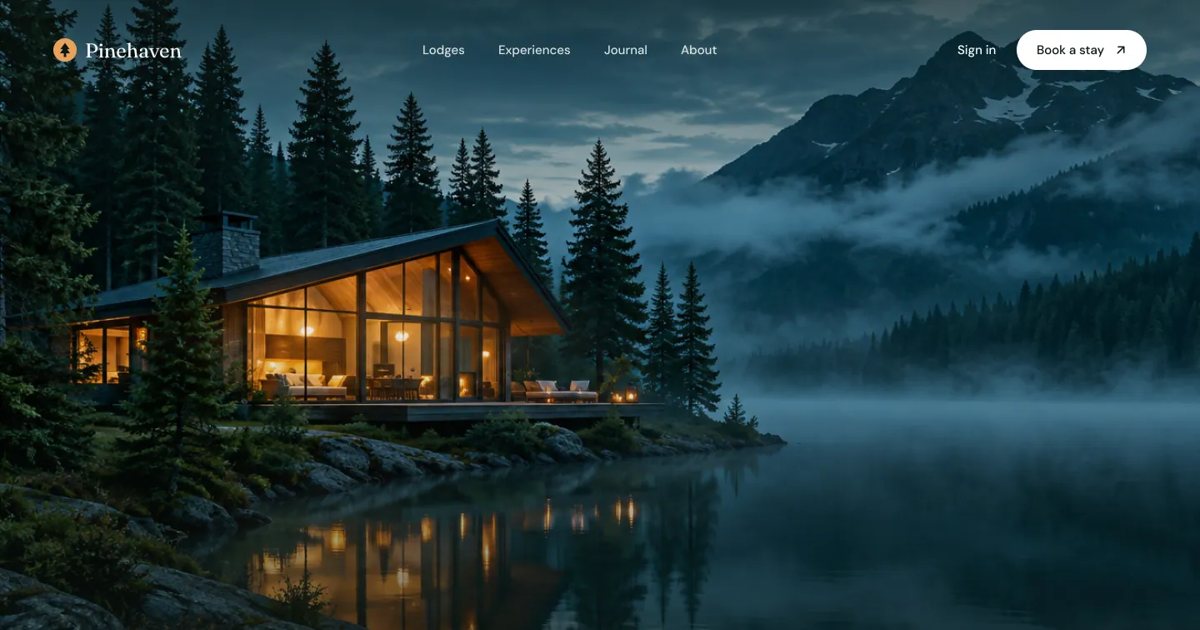 Pinehaven
Lodges
Experiences
Journal
About
Sign in
Book a stay